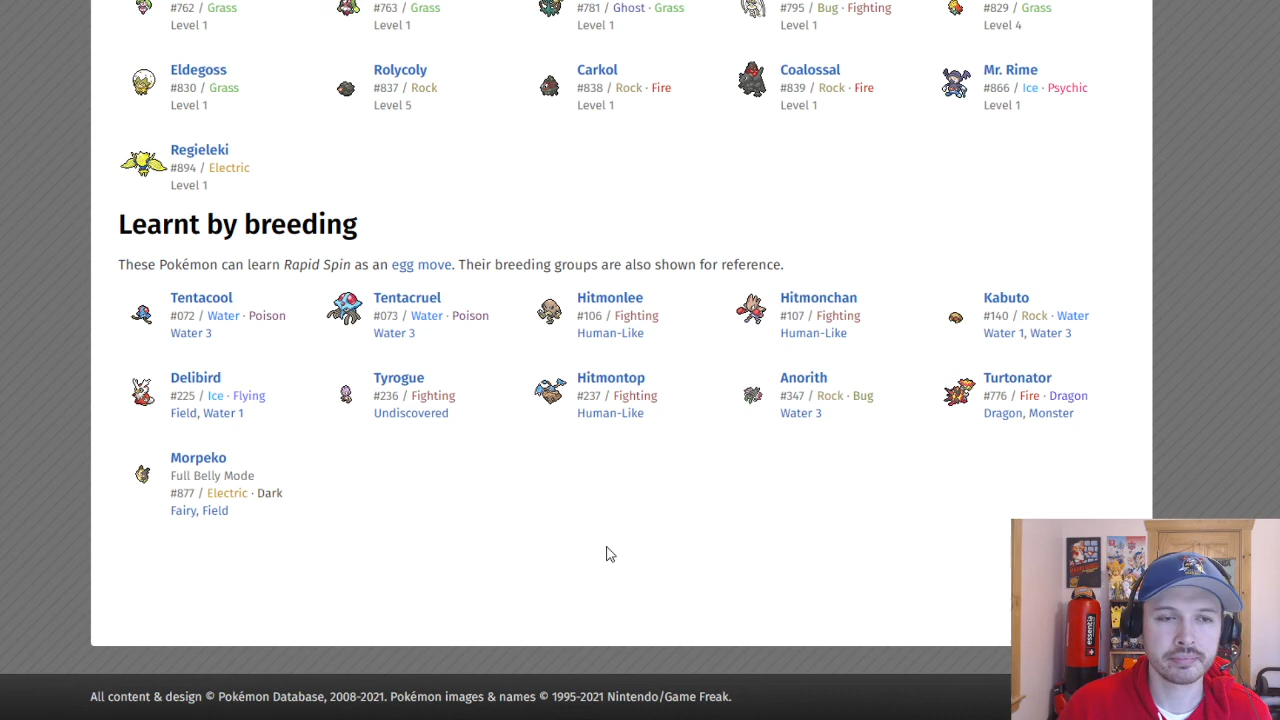 #762 / Grass
Level 1
#763 / Grass
Level 1
#781 / Ghost · Grass
Level 1
#795 / Bug · Fighting
Level 1
#829 / Grass
Level 4
Eldegoss
#830 / Grass
Level 1
Rolycoly
#837 / Rock
Level 5
Carkol
#838 / Rock · Fire
Level 1
Coalossal
#839 / Rock · Fire
Level 1
Mr. Rime
#866 / Ice · Psychic
Level 1
Regieleki
#894 / Electric
Level 1
Learnt by breeding
These Pokémon can learn Rapid Spin as an egg move. Their breeding groups are also shown for reference.
Tentacool
#072 / Water · Poison
Water 3
Tentacruel
#073 / Water · Poison
Water 3
Hitmonlee
#106 / Fighting
Human-Like
Hitmonchan
#107 / Fighting
Human-Like
Kabuto
#140 / Rock · Water
Water 1, Water 3
Delibird
#225 / Ice · Flying
Field, Water 1
Tyrogue
#236 / Fighting
Undiscovered
Hitmontop
#237 / Fighting
Human-Like
Anorith
#347 / Rock · Bug
Water 3
Turtonator
#776 / Fire · Dragon
Dragon, Monster
Morpeko
Full Belly Mode
#877 / Electric · Dark
Fairy, Field
essentia
All content & design © Pokémon Database, 2008-2021. Pokémon images & names © 1995-2021 Nintendo/Game Freak.